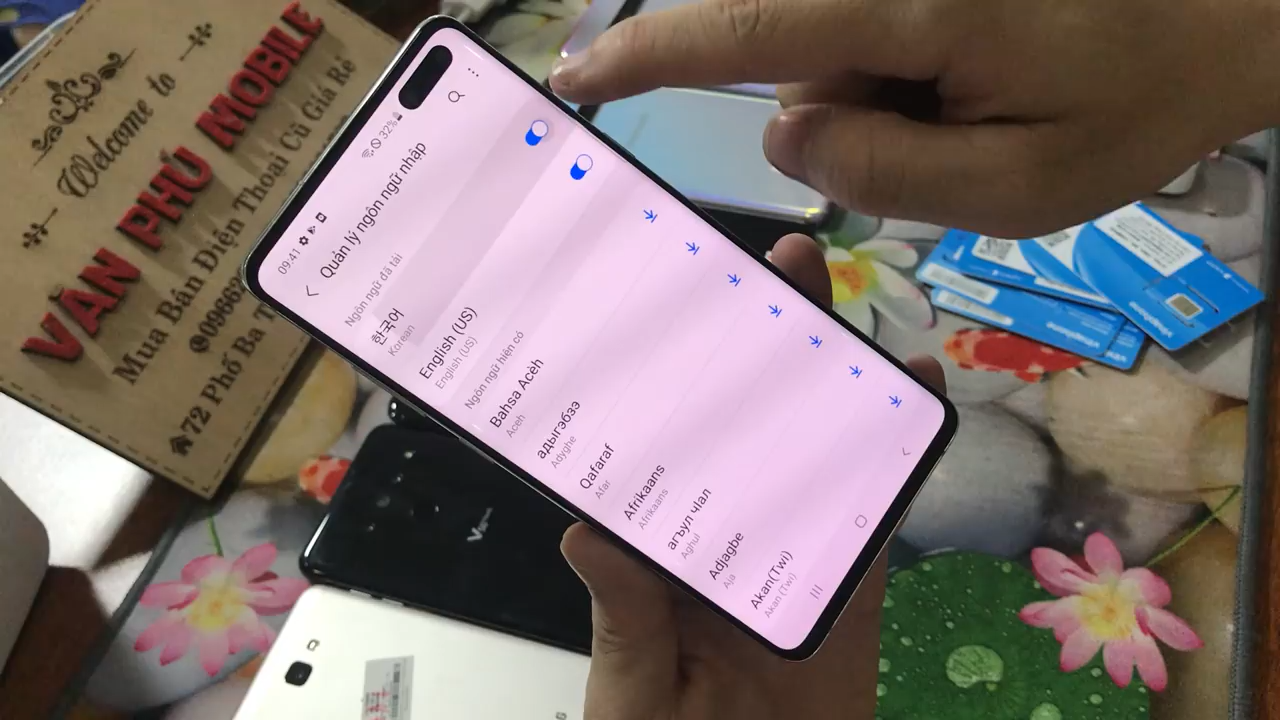 Welcome to
VĂN PHÚ MOBILE
Mua Bán Điện Thoại Cũ Giá Rẻ
72 Phố Ba
09:41
32%
Quản lý ngôn ngữ nhập
Ngôn ngữ đã tải
한국어
Korean
English (US)
English (US)
Ngôn ngữ hiện có
Bahsa Acèh
Aceh
адыгэбзэ
Adyghe
Qafaraf
Afar
Afrikaans
Afrikaans
агъул чӏал
Aghul
Adjagbe
Aja
Akan(Twi)
Akan (Twi)